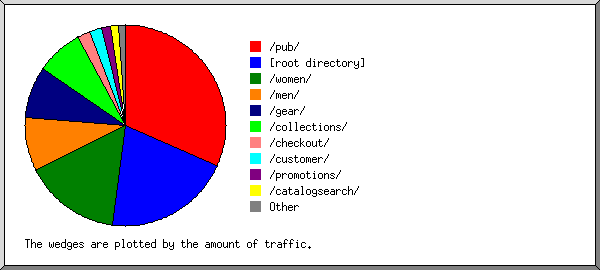 /pub/
[root directory]
/women/
/men/
/gear/
/collections/
/checkout/
/customer/
/promotions/
/catalogsearch/
Other
The wedges are plotted by the amount of traffic.